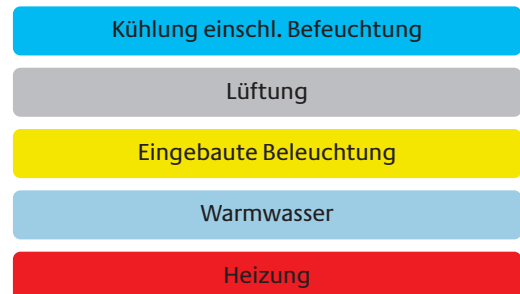 Kühlung einschl. Befeuchtung
Lüftung
Eingebaute Beleuchtung
Warmwasser
Heizung